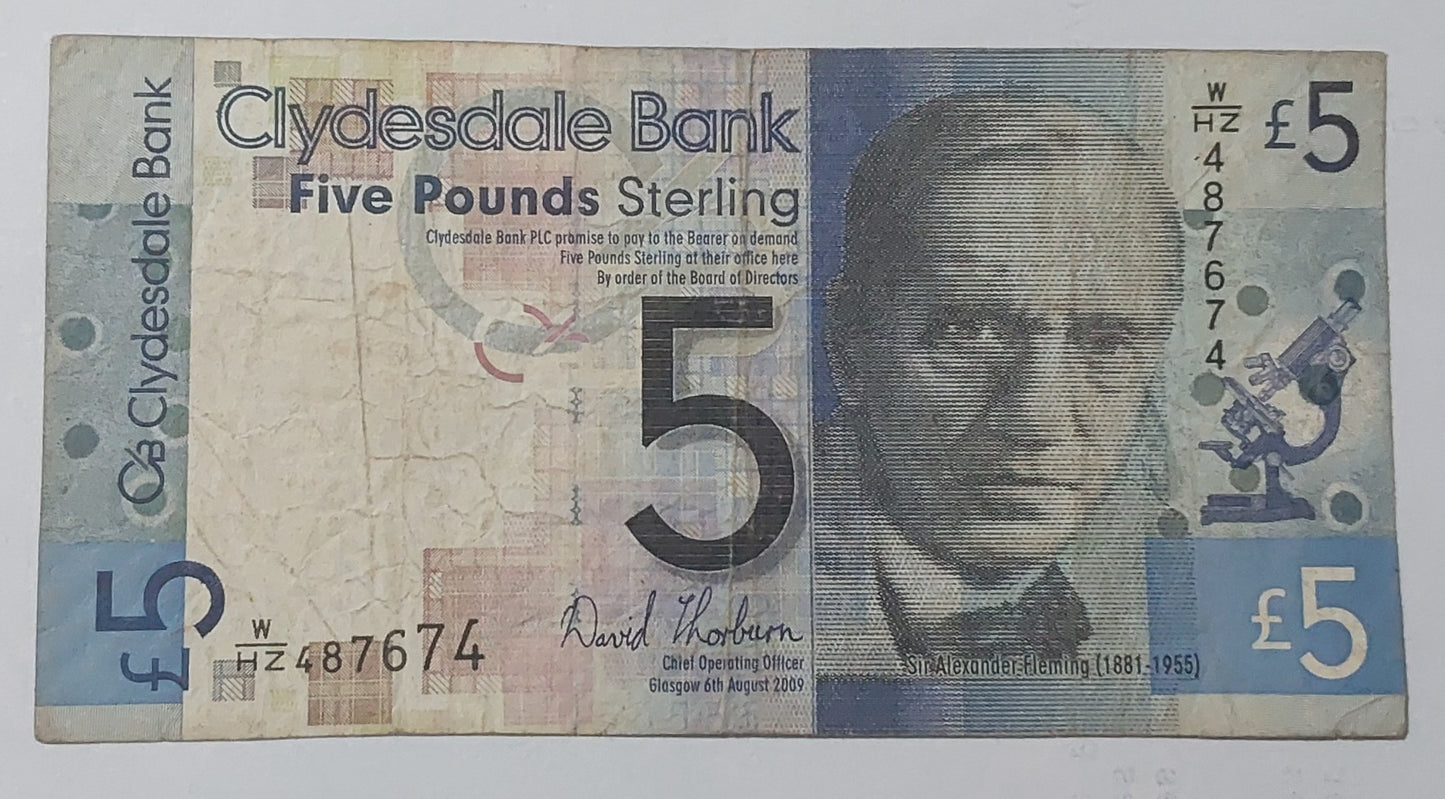 Clydesdale Bank
£5
Clydesdale Bank
Five Pounds Sterling
Clydesdale Bank PLC promise to pay to the Bearer on demand
Five Pounds Sterling at their office here
By order of the Board of Directors
5
W
HZ 487674
David Thorburn
Chief Operating Officer
Glasgow 6th August 2009
Sir Alexander Fleming (1881-1955)
W
HZ
4
8
7
6
7
4
£5
£5